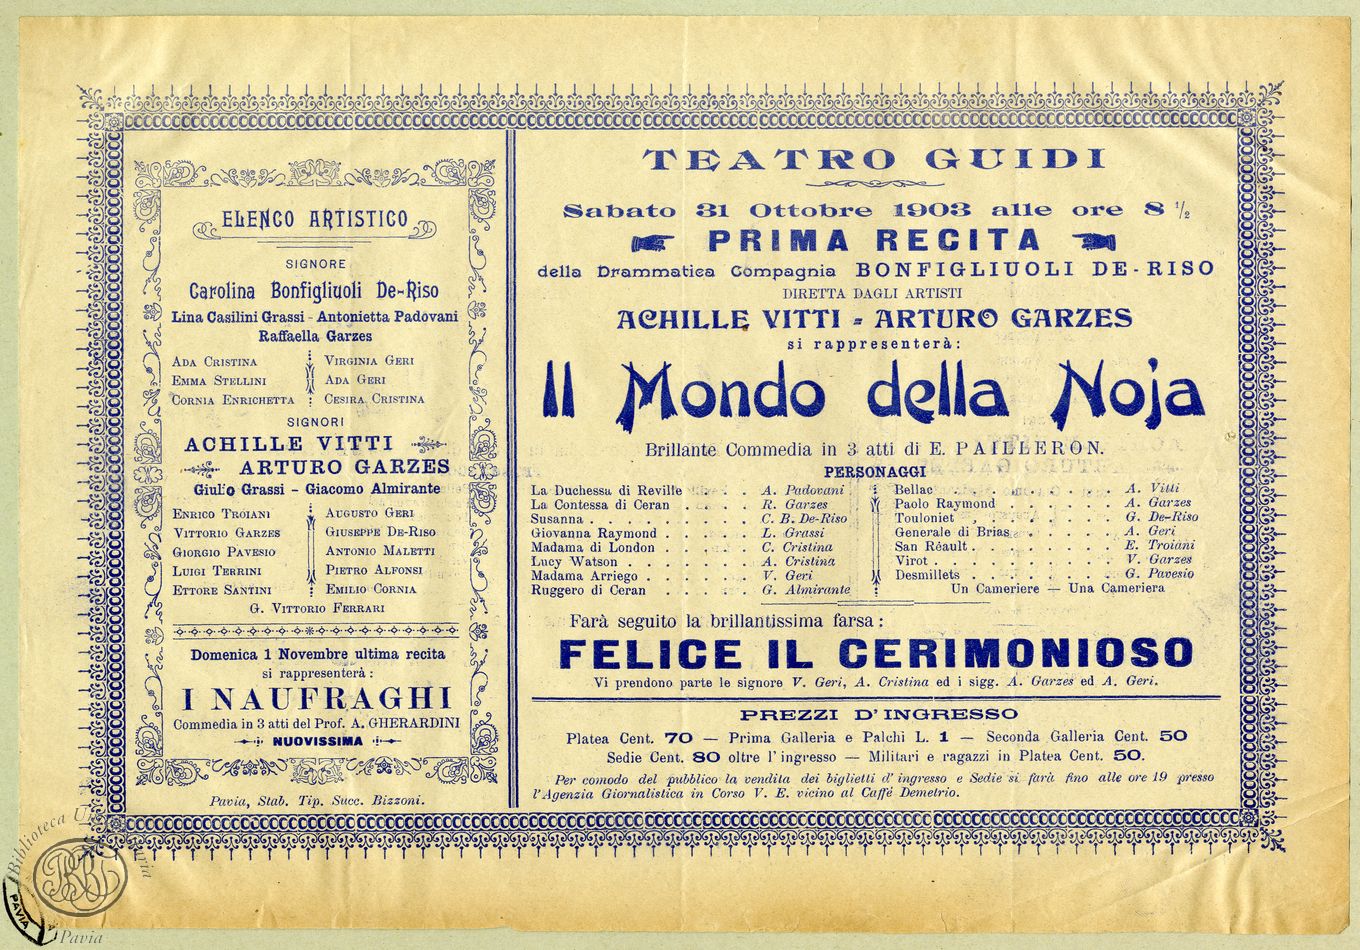 ELENCO ARTISTICO
SIGNORE
Carolina Bonfigliuoli De-Riso
Lina Casilini Grassi - Antonietta Padovani
Raffaella Garzes
ADA CRISTINA
EMMA STELLINI
CORNIA ENRICHETTA
VIRGINIA GERI
ADA GERI
CESIRA CRISTINA
SIGNORI
ACHILLE VITTI
ARTURO GARZES
Giulio Grassi - Giacomo Almirante
ENRICO TROIANI
VITTORIO GARZES
GIORGIO PAVESIO
LUIGI TERRINI
ETTORE SANTINI
AUGUSTO GERI
GIUSEPPE DE-RISO
ANTONIO MALETTI
PIETRO ALFONSI
EMILIO CORNIA
G. VITTORIO FERRARI
Domenica 1 Novembre ultima recita
si rappresenterà:
I NAUFRAGHI
Commedia in 3 atti del Prof. A. GHERARDINI
NUOVISSIMA
Pavia, Stab. Tip. Succ. Bizzoni.
TEATRO GUIDI
Sabato 31 Ottobre 1903 alle ore 8 1/2
PRIMA RECITA
della Drammatica Compagnia BONFIGLIUOLI DE-RISO
DIRETTA DAGLI ARTISTI
ACHILLE VITTI - ARTURO GARZES
si rappresenterà:
Il Mondo della Noja
Brillante Commedia in 3 atti di E. PAILLERON.
PERSONAGGI
La Duchessa di Reville . . . A. Padovani
La Contessa di Ceran . . . . R. Garzes
Susanna . . . . . . . . C. B. De-Riso
Giovanna Raymond . . . . . L. Grassi
Madama di London . . . . . C. Cristina
Lucy Watson . . . . . . . A. Cristina
Madama Arriego . . . . . . V. Geri
Ruggero di Ceran . . . . . G. Almirante
Bellac . . . . . . . . A. Vitti
Paolo Raymond . . . . . . A. Garzes
Touloniet . . . . . . . G. De-Riso
Generale di Brias . . . . . . A. Geri
San Réault . . . . . . . . E. Troiani
Virot . . . . . . . . . V. Garzes
Desmillets . . . . . . . . G. Pavesio
Un Cameriere — Una Cameriera
Farà seguito la brillantissima farsa:
FELICE IL CERIMONIOSO
Vi prendono parte le signore V. Geri, A. Cristina ed i sigg. A. Garzes ed A. Geri.
PREZZI D'INGRESSO
Platea Cent. 70 — Prima Galleria e Palchi L. 1 — Seconda Galleria Cent. 50
Sedie Cent. 80 oltre l'ingresso — Militari e ragazzi in Platea Cent. 50.
Per comodo del pubblico la vendita dei biglietti d'ingresso e Sedie si farà fino alle ore 19 presso
l'Agenzia Giornalistica in Corso V. E. vicino al Caffé Demetrio.
Biblioteca
PAVIA
Pavia